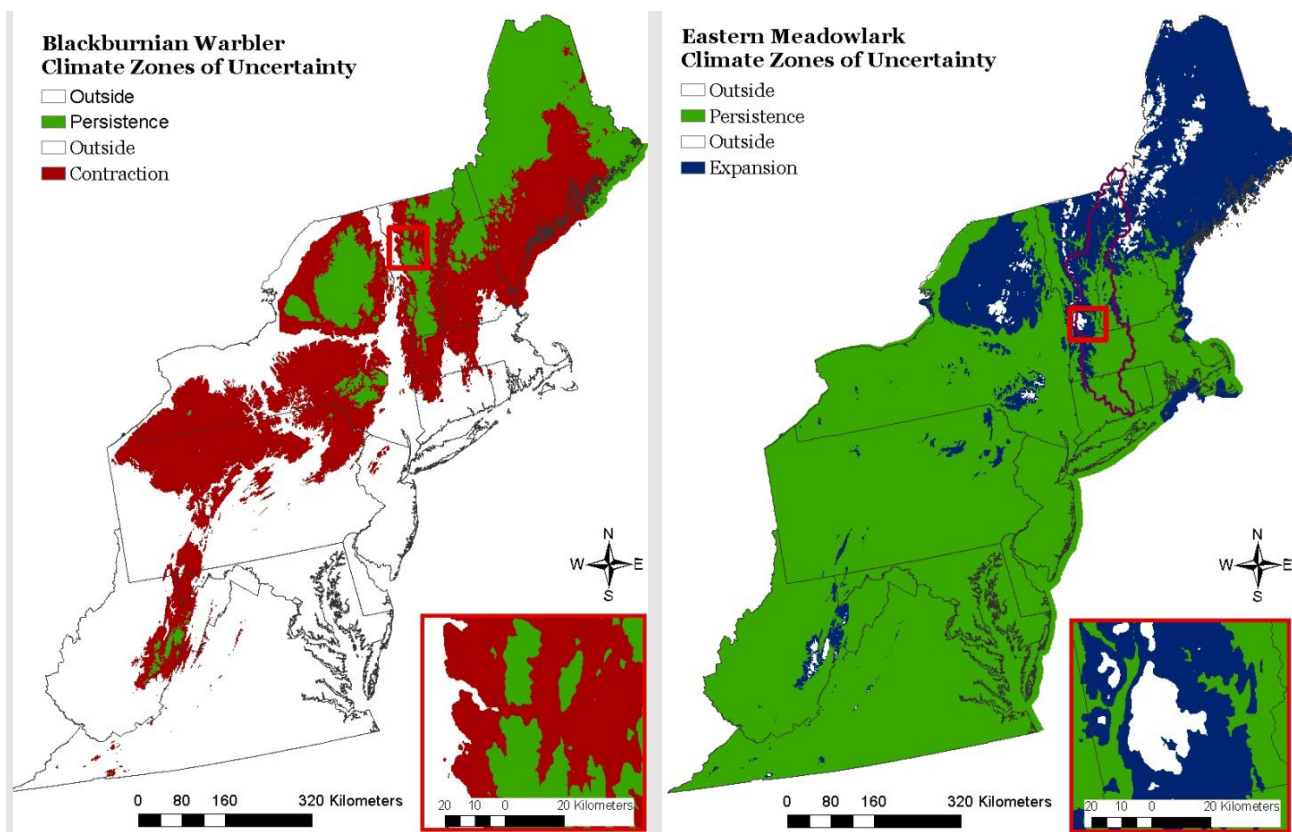 Blackburnian Warbler
Climate Zones of Uncertainty
Outside
Persistence
Outside
Contraction
N
W E
S
0 80 160 320 Kilometers
20 10 0 20 Kilometers
Eastern Meadowlark
Climate Zones of Uncertainty
Outside
Persistence
Outside
Expansion
N
W E
S
0 80 160 320 Kilometers
20 10 0 20 Kilometers